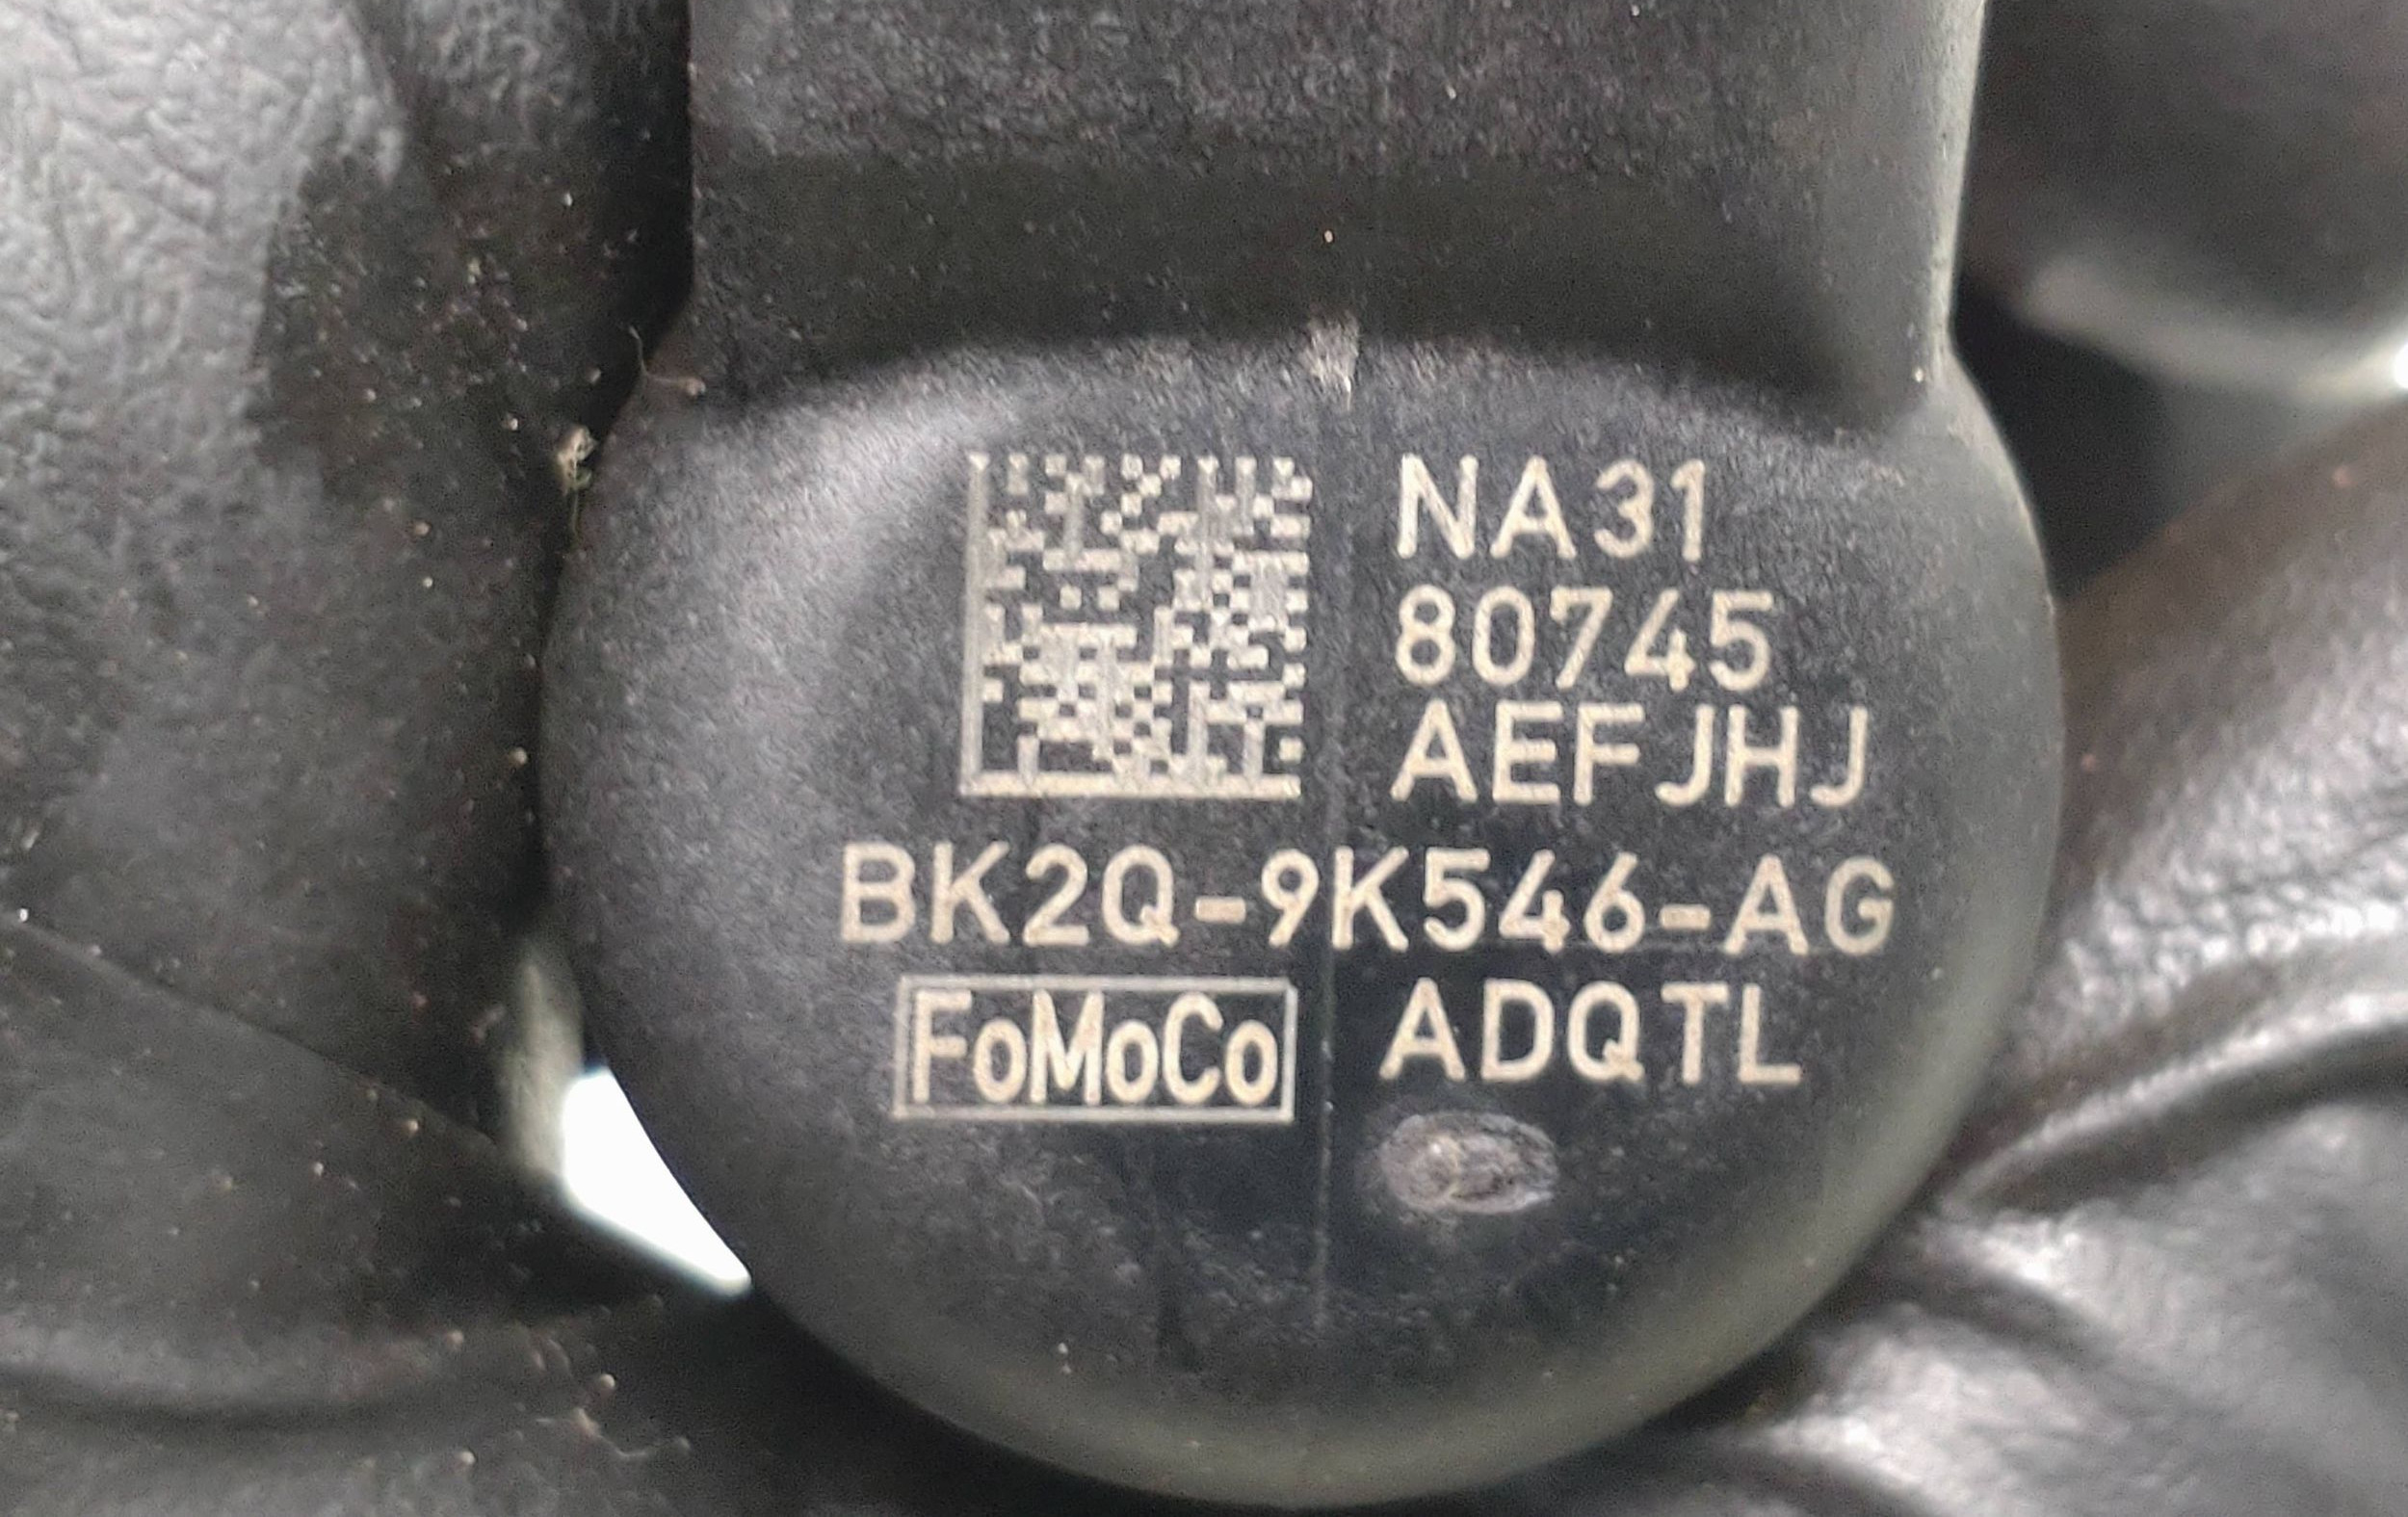 NA31
80745
AEFJHJ
BK2Q-9K546-AG
FoMoCo ADQTL